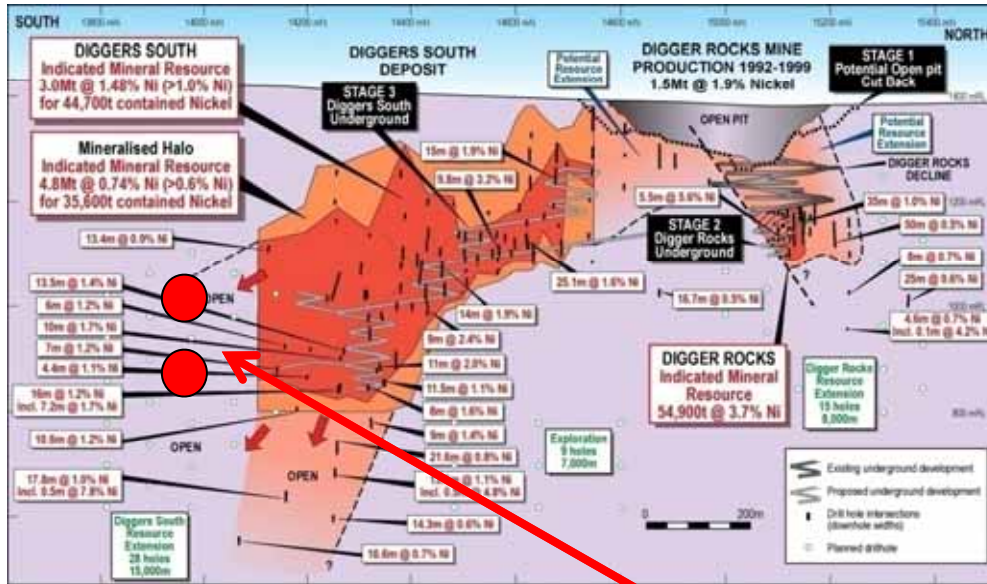 SOUTH
NORTH
DIGGERS SOUTH
Indicated Mineral Resource
3.0Mt @ 1.48% Ni (>1.0% Ni)
for 44,700t contained Nickel
Mineralised Halo
Indicated Mineral Resource
4.8Mt @ 0.74% Ni (>0.6% Ni)
for 35,600t contained Nickel
DIGGERS SOUTH
DEPOSIT
STAGE 3
Diggers South
Underground
Potential
Resource
Extension
DIGGER ROCKS MINE
PRODUCTION 1992-1999
1.5Mt @ 1.9% Nickel
OPEN PIT
STAGE 1
Potential Open pit
Cut Back
Potential
Resource
Extension
DIGGER ROCKS
DECLINE
15m @ 1.9% Ni
9.8m @ 3.2% Ni
5.5m @ 5.6% Ni
STAGE 2
Digger Rocks
Underground
35m @ 1.0% Ni
8m @ 0.7% Ni
25m @ 0.6% Ni
4.6m @ 0.7% Ni
Incl. 0.1m @ 4.2% Ni
25.1m @ 1.6% Ni
16.7m @ 0.5% Ni
13.4m @ 0.9% Ni
13.5m @ 1.4% Ni
OPEN
6m @ 1.2% Ni
10m @ 1.7% Ni
7m @ 1.2% Ni
4.4m @ 1.1% Ni
16m @ 1.2% Ni
Incl. 7.2m @ 1.7% Ni
14m @ 1.9% Ni
9m @ 2.4% Ni
11m @ 2.0% Ni
11.5m @ 1.1% Ni
8m @ 1.6% Ni
9m @ 1.4% Ni
21.6m @ 0.8% Ni
OPEN
17.8m @ 1.0% Ni
Incl. 0.5m @ 7.8% Ni
OPEN
14.3m @ 0.6% Ni
?
Diggers South
Resource
Extension
28 holes
15,000m
Exploration
9 holes
7,000m
DIGGER ROCKS
Indicated Mineral
Resource
54,900t @ 3.7% Ni
?
Digger Rocks
Resource
Extension
15 holes
8,000m
0
200m
Existing underground development
Proposed underground development
Drill hole intersections
(downhole widths)
Planned drillhole